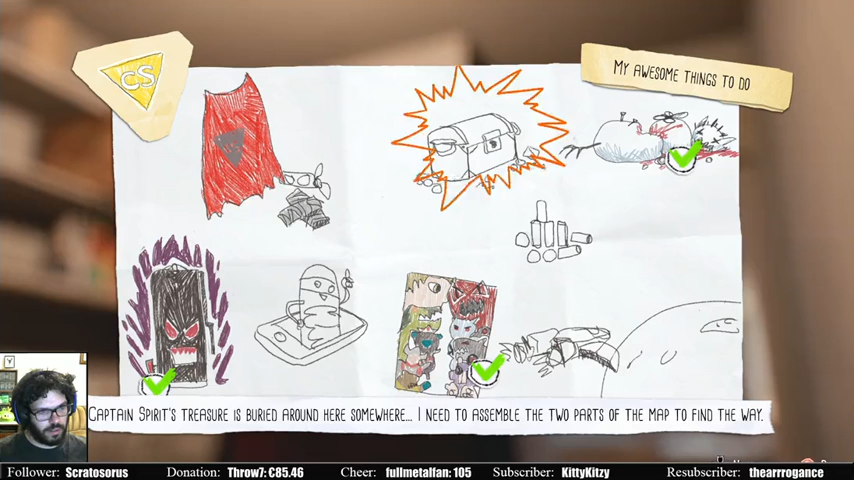 CS
MY AWESOME THINGS TO DO
CAPTAIN SPIRIT'S TREASURE IS BURIED AROUND HERE SOMEWHERE... I NEED TO ASSEMBLE THE TWO PARTS OF THE MAP TO FIND THE WAY.
Follower: Scratosorus Donation: Throw7: €85.46 Cheer: fullmetalfan: 105 Subscriber: KittyKitzy Resubscriber: thearrrogance